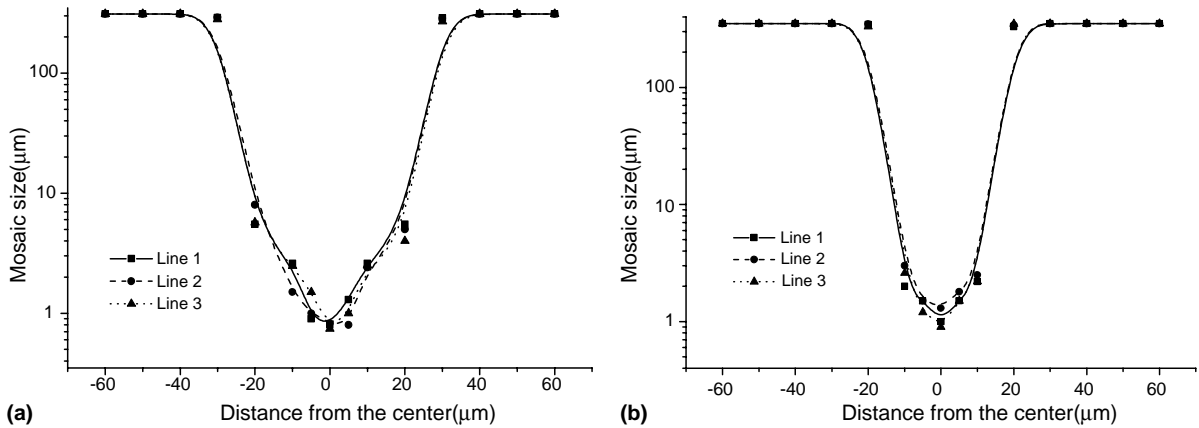 100
10
1
Mosaic size(µm)
Line 1
Line 2
Line 3
-60 -40 -20 0 20 40 60
(a) Distance from the center(µm)
100
10
1
Mosaic size(µm)
Line 1
Line 2
Line 3
-60 -40 -20 0 20 40 60
(b) Distance from the center(µm)